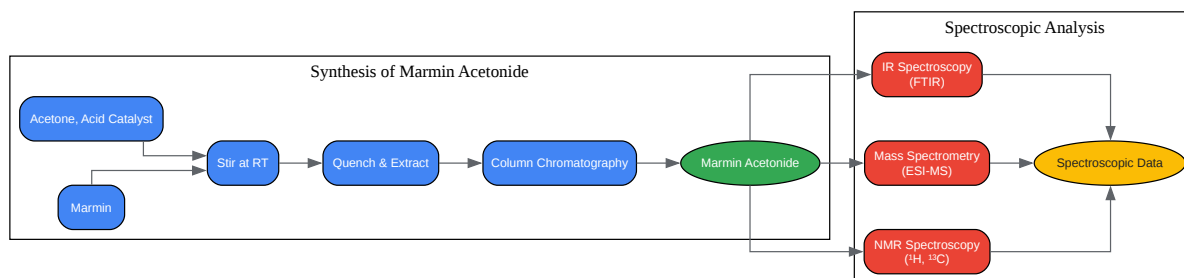 Synthesis of Marmin Acetonide
Acetone, Acid Catalyst
Marmin
Stir at RT
Quench & Extract
Column Chromatography
Marmin Acetonide
Spectroscopic Analysis
IR Spectroscopy
(FTIR)
Mass Spectrometry
(ESI-MS)
NMR Spectroscopy
(¹H, ¹³C)
Spectroscopic Data